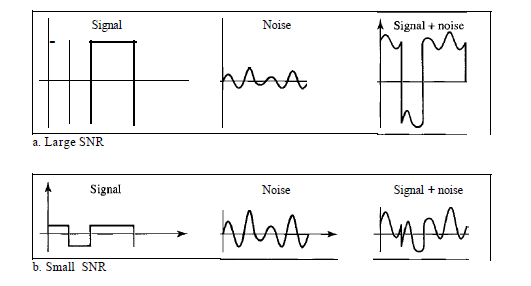 Signal
Noise
Signal + noise
a. Large SNR
Signal
Noise
Signal + noise
b. Small SNR